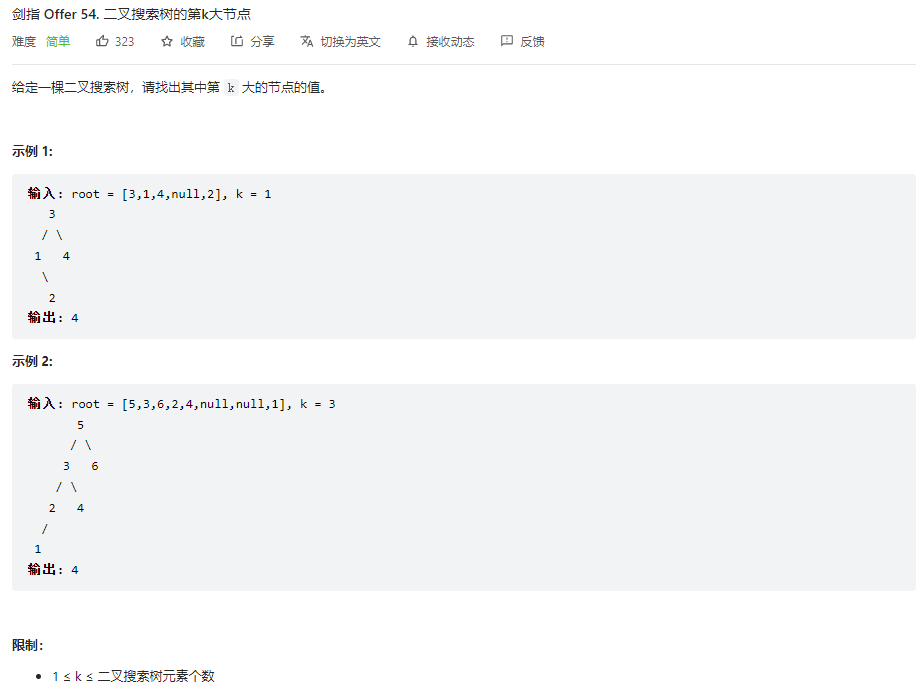 剑指 Offer 54. 二叉搜索树的第k大节点
难度 简单 323 收藏 分享 切换为英文 接收动态 反馈
给定一棵二叉搜索树，请找出其中第 k 大的节点的值。
示例 1:
输入: root = [3,1,4,null,2], k = 1
3
/ \
1 4
\
2
输出: 4
示例 2:
输入: root = [5,3,6,2,4,null,null,1], k = 3
5
/ \
3 6
/ \
2 4
/
1
输出: 4
限制：
• 1 ≤ k ≤ 二叉搜索树元素个数